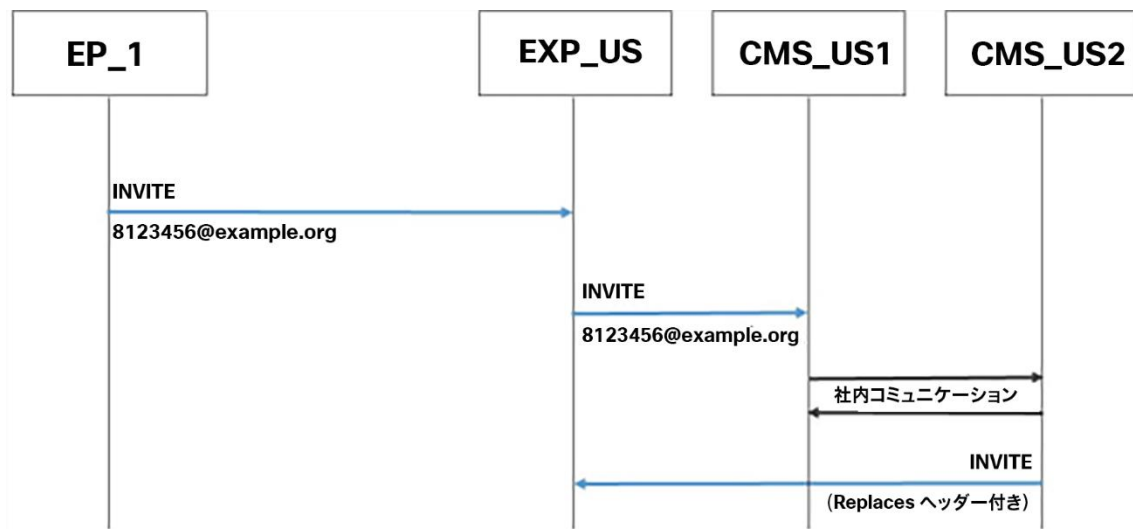 EP_1
EXP_US
CMS_US1
CMS_US2
INVITE
8123456@example.org
INVITE
8123456@example.org
社内コミュニケーション
INVITE
(Replaces ヘッダー付き)